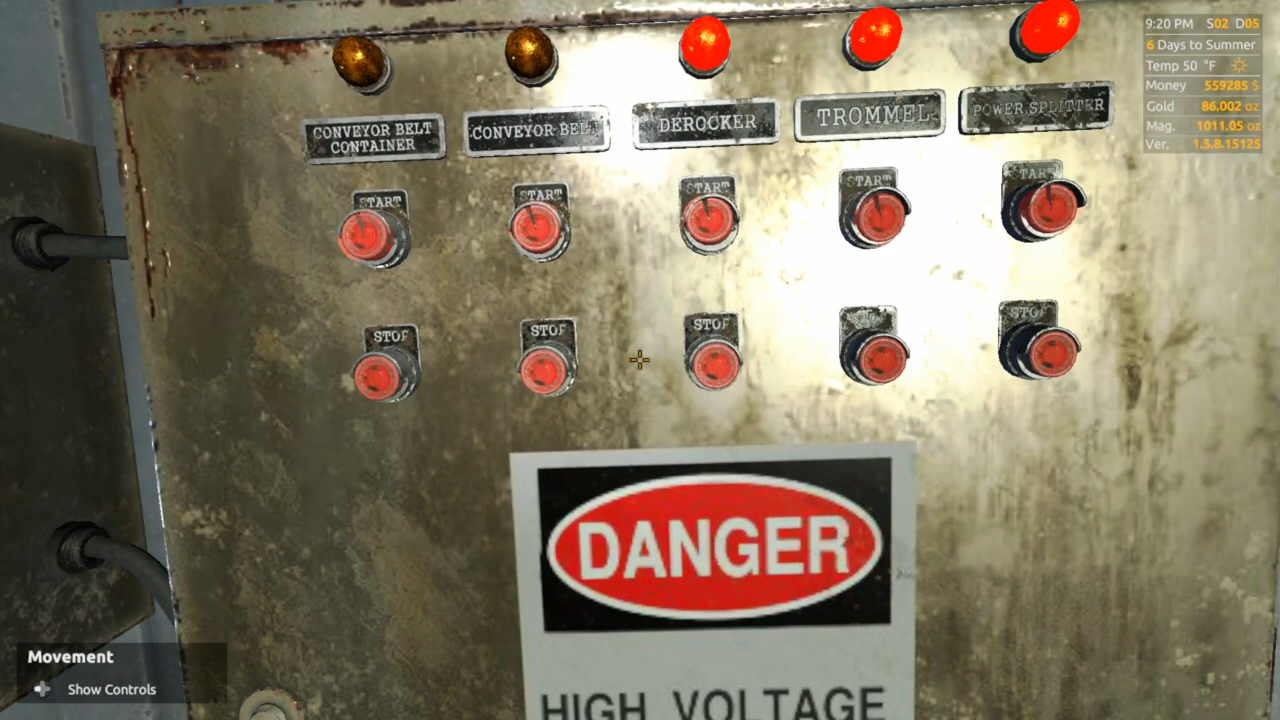 9:20 PM S02 D05
6 Days to Summer
Temp 50 °F
Money 559285 $
Gold 86.002 oz
Mag. 1011.05 oz
Ver. 1.5.8.15125
CONVEYOR BELT
CONTAINER
CONVEYOR BELT
DEROCKER
TROMMEL
POWER SPLITTER
START
START
START
START
START
STOP
STOP
STOP
STOP
DANGER
HIGH VOLTAGE
Movement
Show Controls